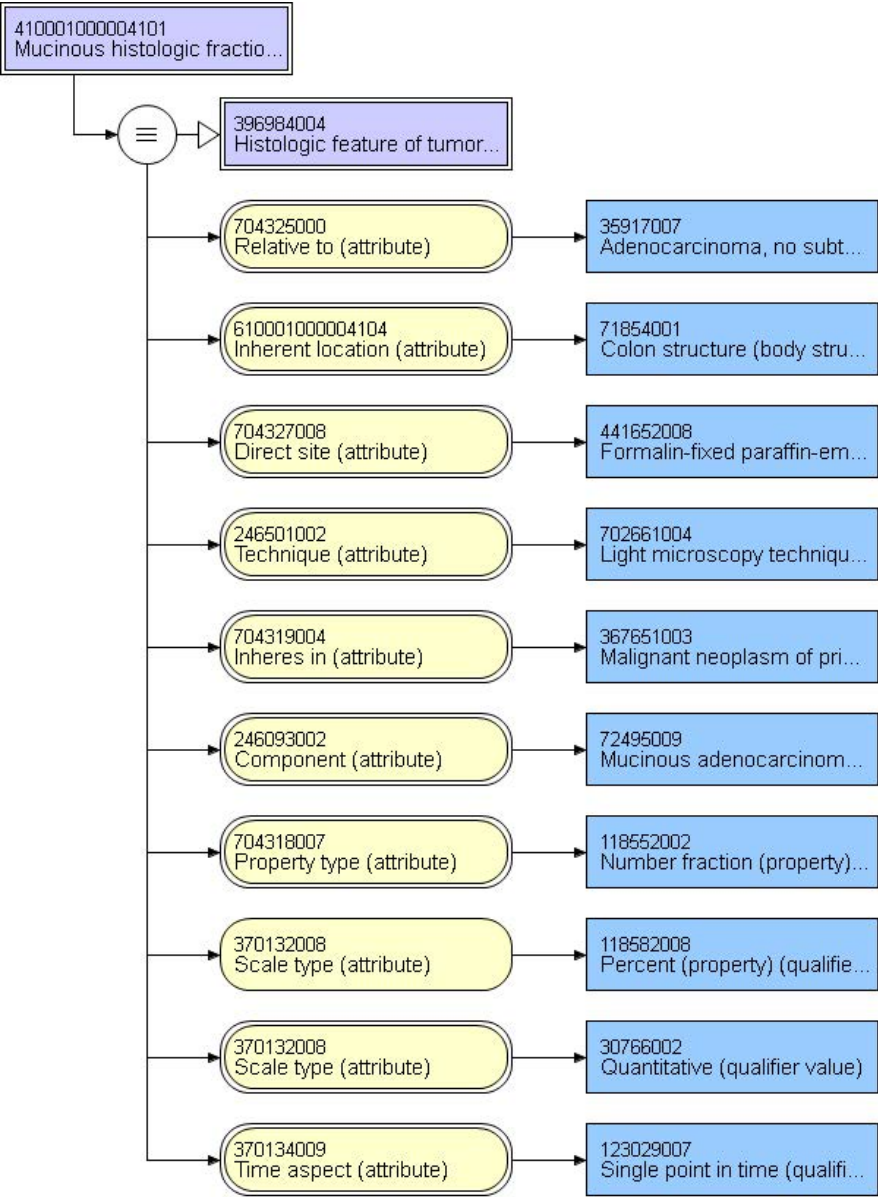 410001000004101
Mucinous histologic fractio...
≡
396984004
Histologic feature of tumor...
704325000
Relative to (attribute)
35917007
Adenocarcinoma, no subt...
610001000004104
Inherent location (attribute)
71854001
Colon structure (body stru...
704327008
Direct site (attribute)
441652008
Formalin-fixed paraffin-em...
246501002
Technique (attribute)
702661004
Light microscopy techniqu...
704319004
Inheres in (attribute)
367651003
Malignant neoplasm of pri...
246093002
Component (attribute)
72495009
Mucinous adenocarcinom...
704318007
Property type (attribute)
118552002
Number fraction (property)...
370132008
Scale type (attribute)
118582008
Percent (property) (qualifie...
370132008
Scale type (attribute)
30766002
Quantitative (qualifier value)
370134009
Time aspect (attribute)
123029007
Single point in time (qualifi...